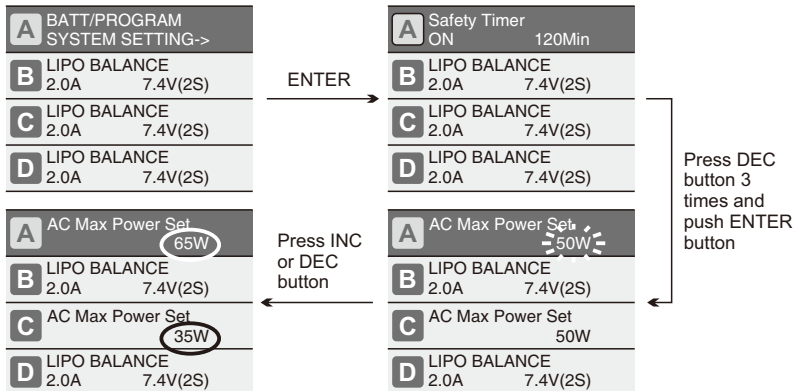 A
BATT/PROGRAM
SYSTEM SETTING->
B
LIPO BALANCE
2.0A 7.4V(2S)
C
LIPO BALANCE
2.0A 7.4V(2S)
D
LIPO BALANCE
2.0A 7.4V(2S)
ENTER
A
Safety Timer
ON 120Min
B
LIPO BALANCE
2.0A 7.4V(2S)
C
LIPO BALANCE
2.0A 7.4V(2S)
D
LIPO BALANCE
2.0A 7.4V(2S)
Press DEC
button 3
times and
push ENTER
button
A
AC Max Power Set
50W
B
LIPO BALANCE
2.0A 7.4V(2S)
C
AC Max Power Set
50W
D
LIPO BALANCE
2.0A 7.4V(2S)
Press INC
or DEC
button
A
AC Max Power Set
65W
B
LIPO BALANCE
2.0A 7.4V(2S)
C
AC Max Power Set
35W
D
LIPO BALANCE
2.0A 7.4V(2S)